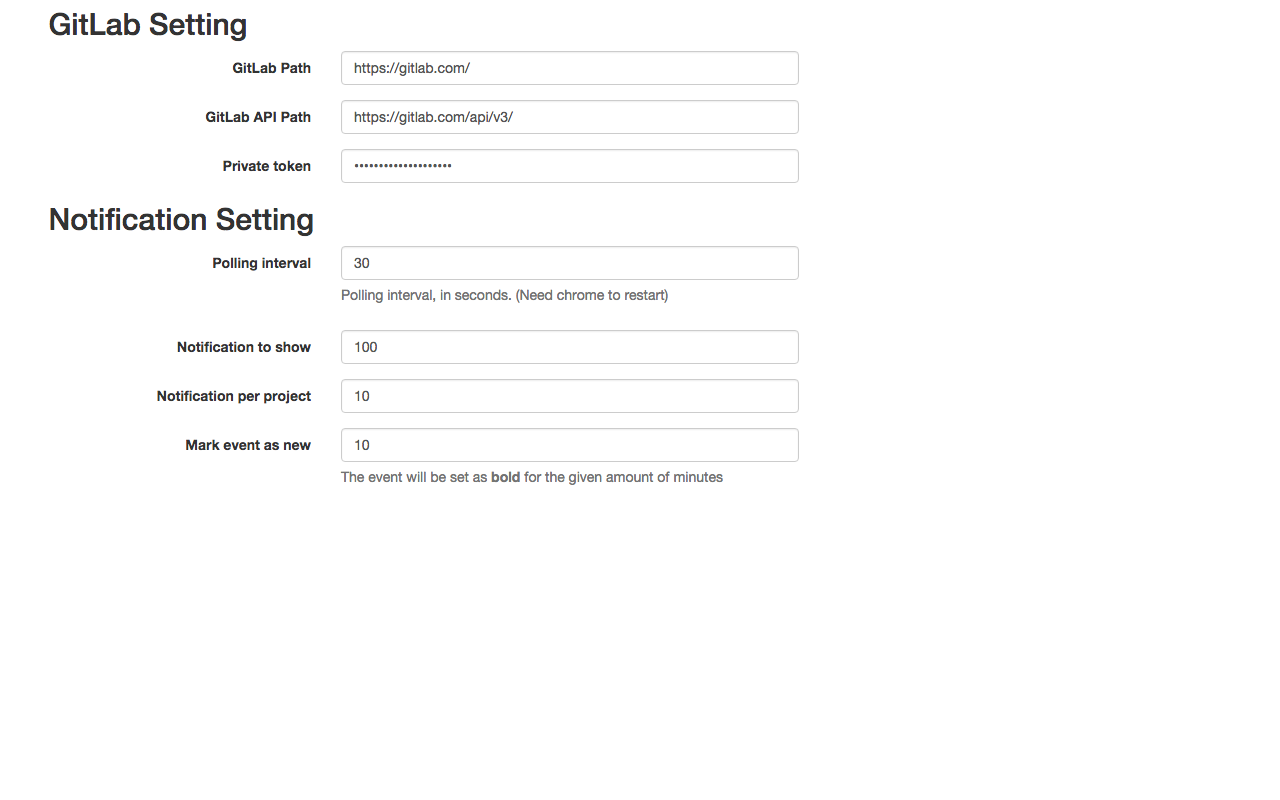 GitLab Setting
GitLab Path https://gitlab.com/
GitLab API Path https://gitlab.com/api/v3/
Private token ••••••••••••••••••••
Notification Setting
Polling interval 30
Polling interval, in seconds. (Need chrome to restart)
Notification to show 100
Notification per project 10
Mark event as new 10
The event will be set as bold for the given amount of minutes